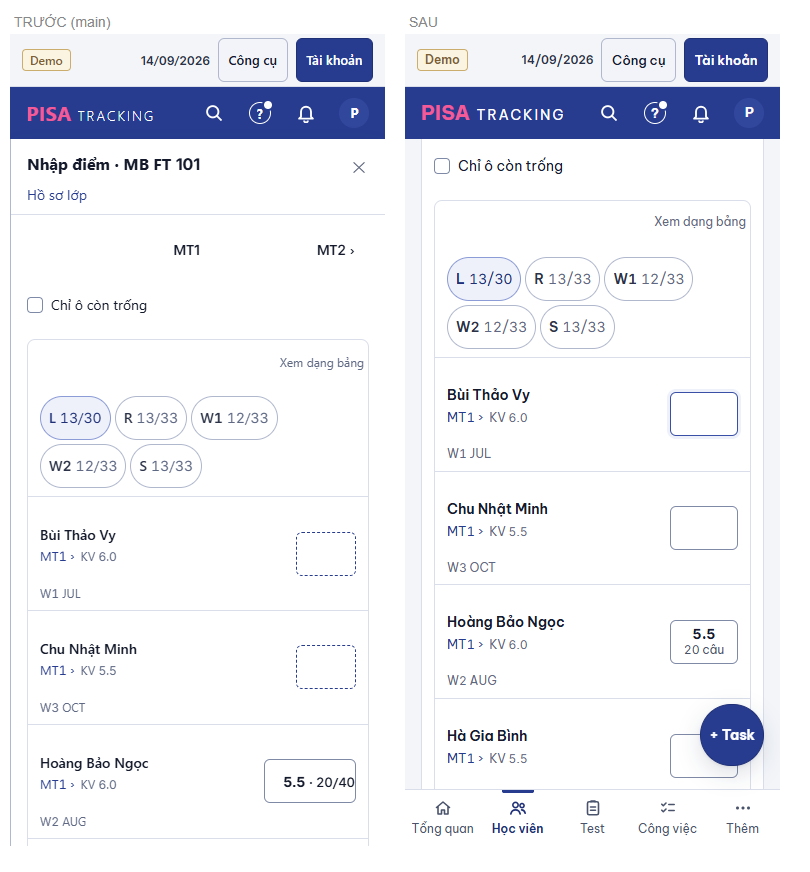 TRƯỚC (main)
Demo 14/09/2026 Công cụ Tài khoản
PISA TRACKING ? P
Nhập điểm · MB FT 101
Hồ sơ lớp
MT1 MT2 ›
Chỉ ô còn trống
Xem dạng bảng
L 13/30 R 13/33 W1 12/33
W2 12/33 S 13/33
Bùi Thảo Vy
MT1 › KV 6.0
W1 JUL
Chu Nhật Minh
MT1 › KV 5.5
W3 OCT
Hoàng Bảo Ngọc
MT1 › KV 6.0
5.5 · 20/40
W2 AUG
SAU
Demo 14/09/2026 Công cụ Tài khoản
PISA TRACKING ? P
Chỉ ô còn trống
Xem dạng bảng
L 13/30 R 13/33 W1 12/33
W2 12/33 S 13/33
Bùi Thảo Vy
MT1 › KV 6.0
W1 JUL
Chu Nhật Minh
MT1 › KV 5.5
W3 OCT
Hoàng Bảo Ngọc
MT1 › KV 6.0
5.5
20 câu
W2 AUG
Hà Gia Bình
MT1 › KV 5.5
+ Task
Tổng quan Học viên Test Công việc Thêm